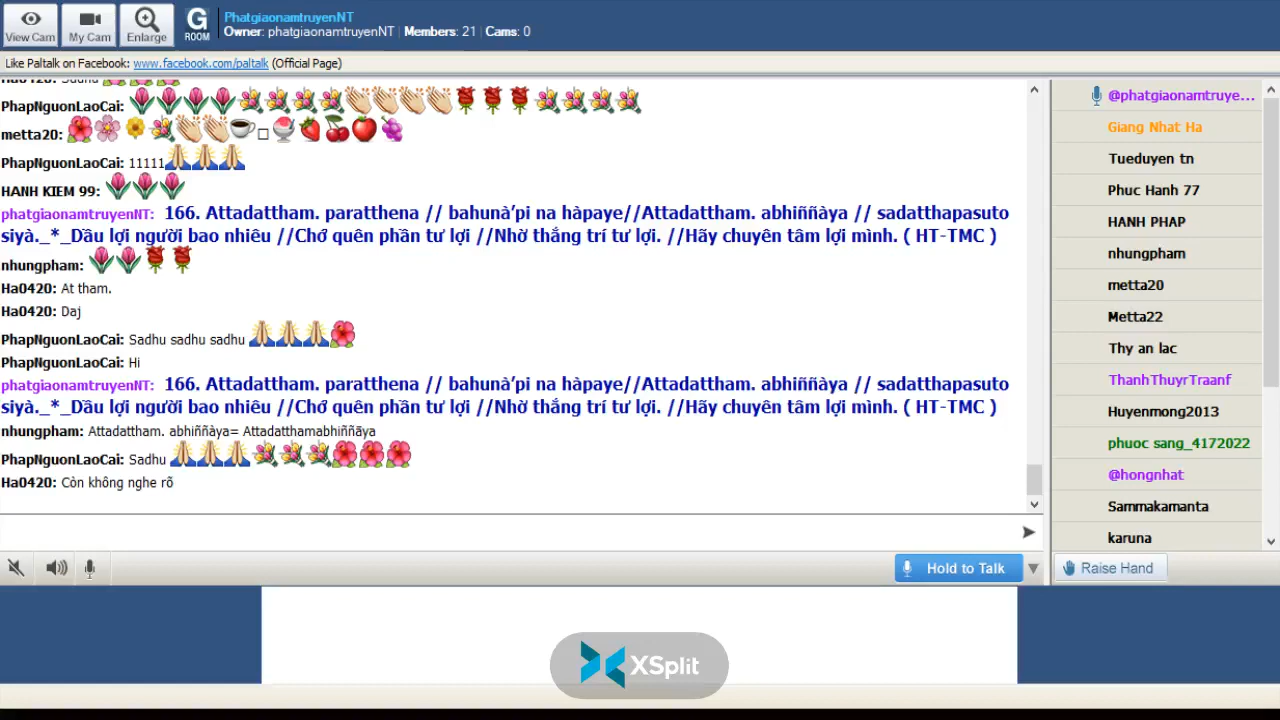 View Cam
My Cam
Enlarge
G
ROOM
PhatgiaonamtruyenNT
Owner: phatgiaonamtruyenNT | Members: 21 | Cams: 0
Like Paltalk on Facebook: www.facebook.com/paltalk (Official Page)
Ha0420: Sadhu
PhapNguonLaoCai:
metta20:
PhapNguonLaoCai: 11111
HANH KIEM 99:
phatgiaonamtruyenNT: 166. Attadattham. paratthena // bahunà’pi na hàpaye//Attadattham. abhiññàya // sadatthapasuto
siyà._*_Dầu lợi người bao nhiêu //Chớ quên phần tư lợi //Nhờ thắng trí tư lợi. //Hãy chuyên tâm lợi mình. ( HT-TMC )
nhungpham:
Ha0420: At tham.
Ha0420: Daj
PhapNguonLaoCai: Sadhu sadhu sadhu
PhapNguonLaoCai: Hi
phatgiaonamtruyenNT: 166. Attadattham. paratthena // bahunà’pi na hàpaye//Attadattham. abhiññàya // sadatthapasuto
siyà._*_Dầu lợi người bao nhiêu //Chớ quên phần tư lợi //Nhờ thắng trí tư lợi. //Hãy chuyên tâm lợi mình. ( HT-TMC )
nhungpham: Attadattham. abhiññàya= Attadatthamabhiññãya
PhapNguonLaoCai: Sadhu
Ha0420: Còn không nghe rõ
@phatgiaonamtruye...
Giang Nhat Ha
Tueduyen tn
Phuc Hanh 77
HANH PHAP
nhungpham
metta20
Metta22
Thy an lac
ThanhThuyrTraanf
Huyenmong2013
phuoc sang_4172022
@hongnhat
Sammakamanta
karuna
Hold to Talk
Raise Hand
XSplit